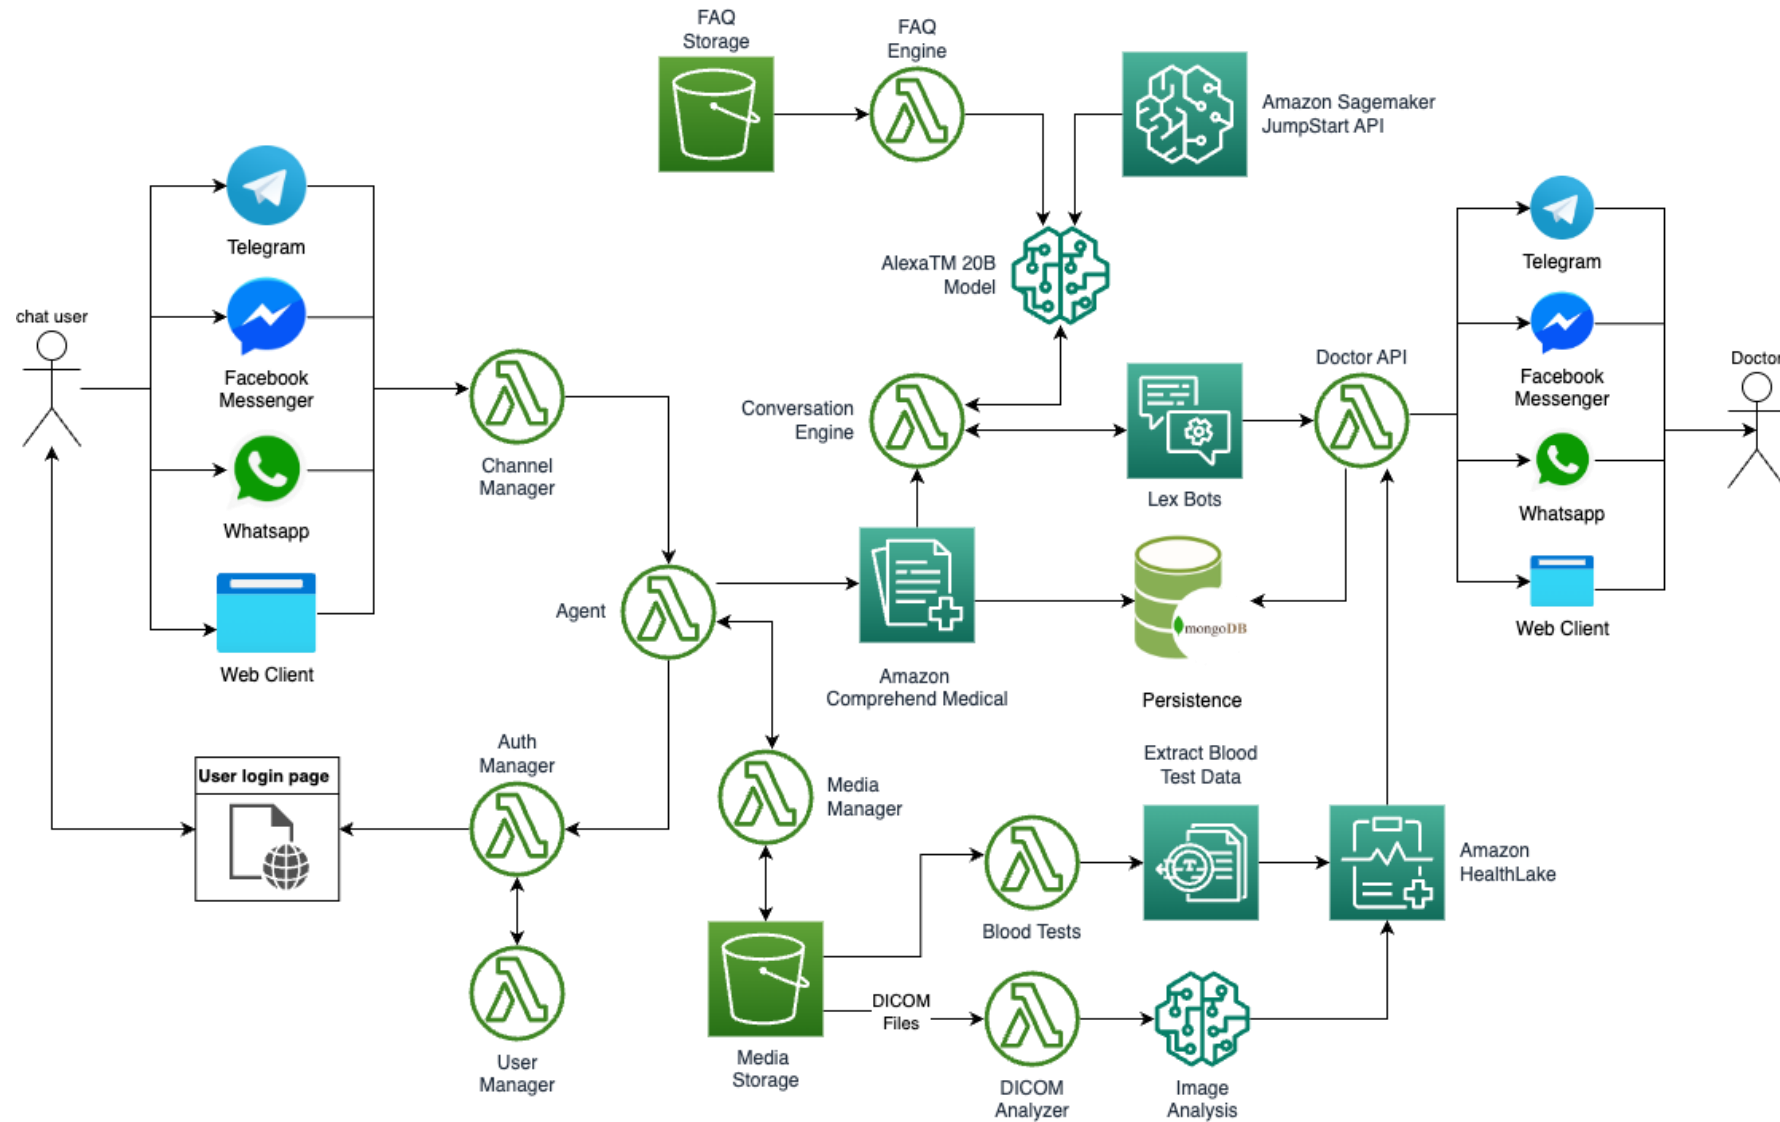 FAQ
Storage
FAQ
Engine
Amazon Sagemaker
JumpStart API
Telegram
AlexaTM 20B
Model
Telegram
chat user
Facebook
Messenger
Doctor API
Doctor
Facebook
Messenger
Conversation
Engine
Channel
Manager
Lex Bots
Whatsapp
Whatsapp
Agent
mongoDB
Web Client
Web Client
Amazon
Comprehend Medical
Persistence
User login page
Auth
Manager
Media
Manager
Extract Blood
Test Data
Amazon
HealthLake
Blood Tests
DICOM
Files
User
Manager
Media
Storage
DICOM
Analyzer
Image
Analysis